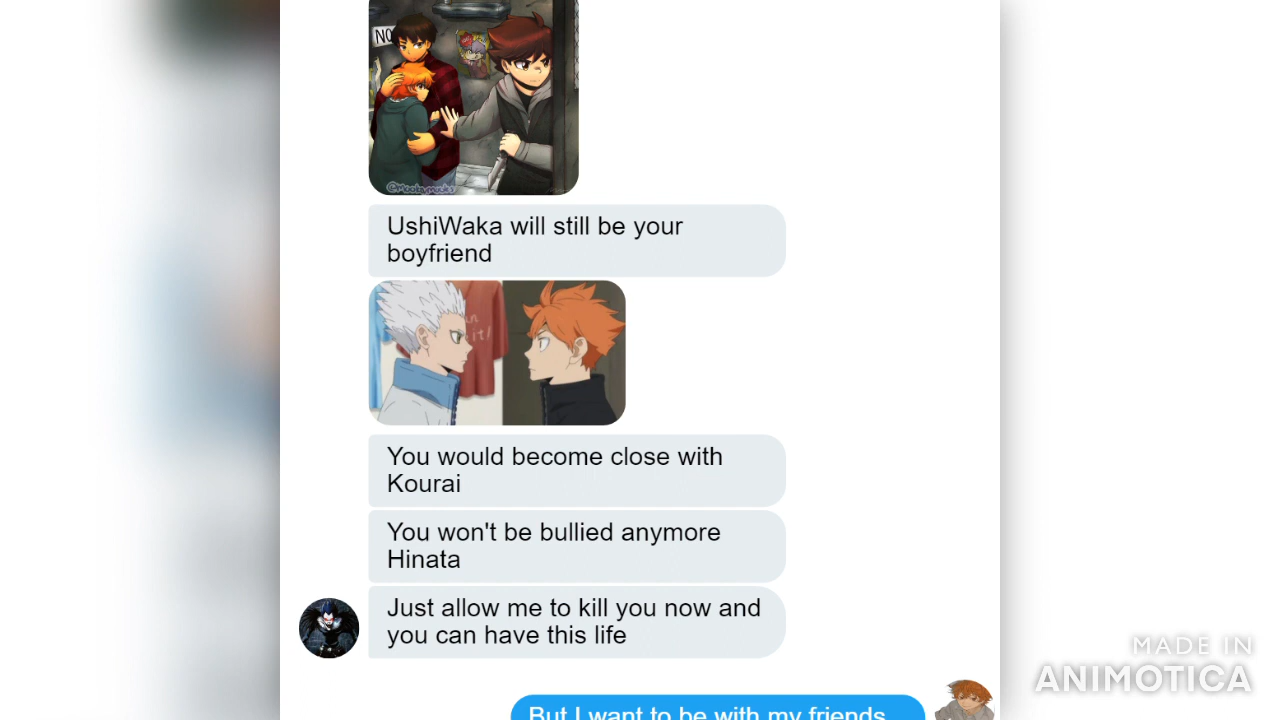 NO
UshiWaka will still be your
boyfriend
You would become close with
Kourai
You won't be bullied anymore
Hinata
Just allow me to kill you now and
you can have this life
MADE IN
ANIMOTICA
But I want to be with my friends